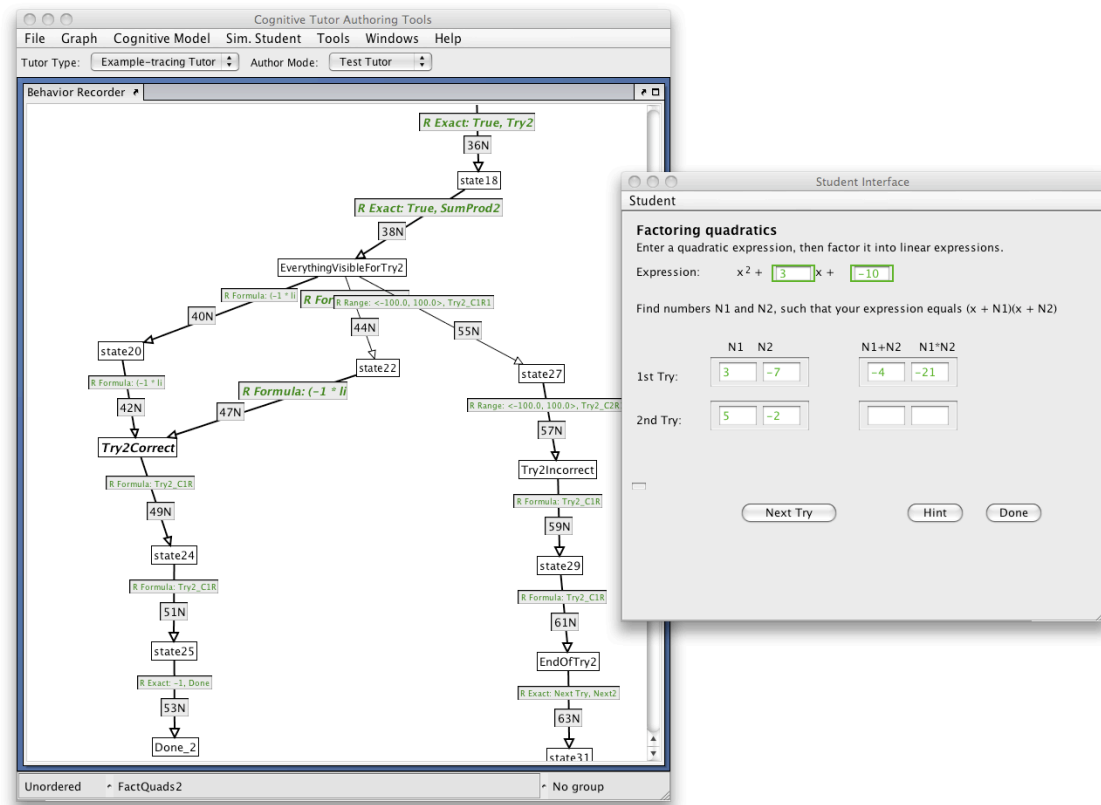 Cognitive Tutor Authoring Tools
File Graph Cognitive Model Sim. Student Tools Windows Help
Tutor Type: Example-tracing Tutor Author Mode: Test Tutor
Behavior Recorder
R Exact: True, Try2
36N
state18
R Exact: True, SumProd2
38N
EverythingVisibleForTry2
R Formula: (-1 * li
R For
R Range: <-100.0, 100.0>, Try2_C1R1
40N
44N
55N
state20
state22
state27
R Formula: (-1 * li
R Formula: (-1 * li
R Range: <-100.0, 100.0>, Try2_C2R
42N
47N
57N
Try2Correct
Try2Incorrect
R Formula: Try2_C1R
R Formula: Try2_C1R
49N
59N
state24
state29
R Formula: Try2_C1R
R Formula: Try2_C1R
51N
61N
state25
EndOfTry2
R Exact: -1, Done
R Exact: Next Try, Next2
53N
63N
Done_2
state31
Unordered FactQuads2 No group
Student Interface
Student
Factoring quadratics
Enter a quadratic expression, then factor it into linear expressions.
Expression: x² + 3 x + -10
Find numbers N1 and N2, such that your expression equals (x + N1)(x + N2)
N1 N2 N1+N2 N1*N2
1st Try: 3 -7 -4 -21
2nd Try: 5 -2
Next Try Hint Done